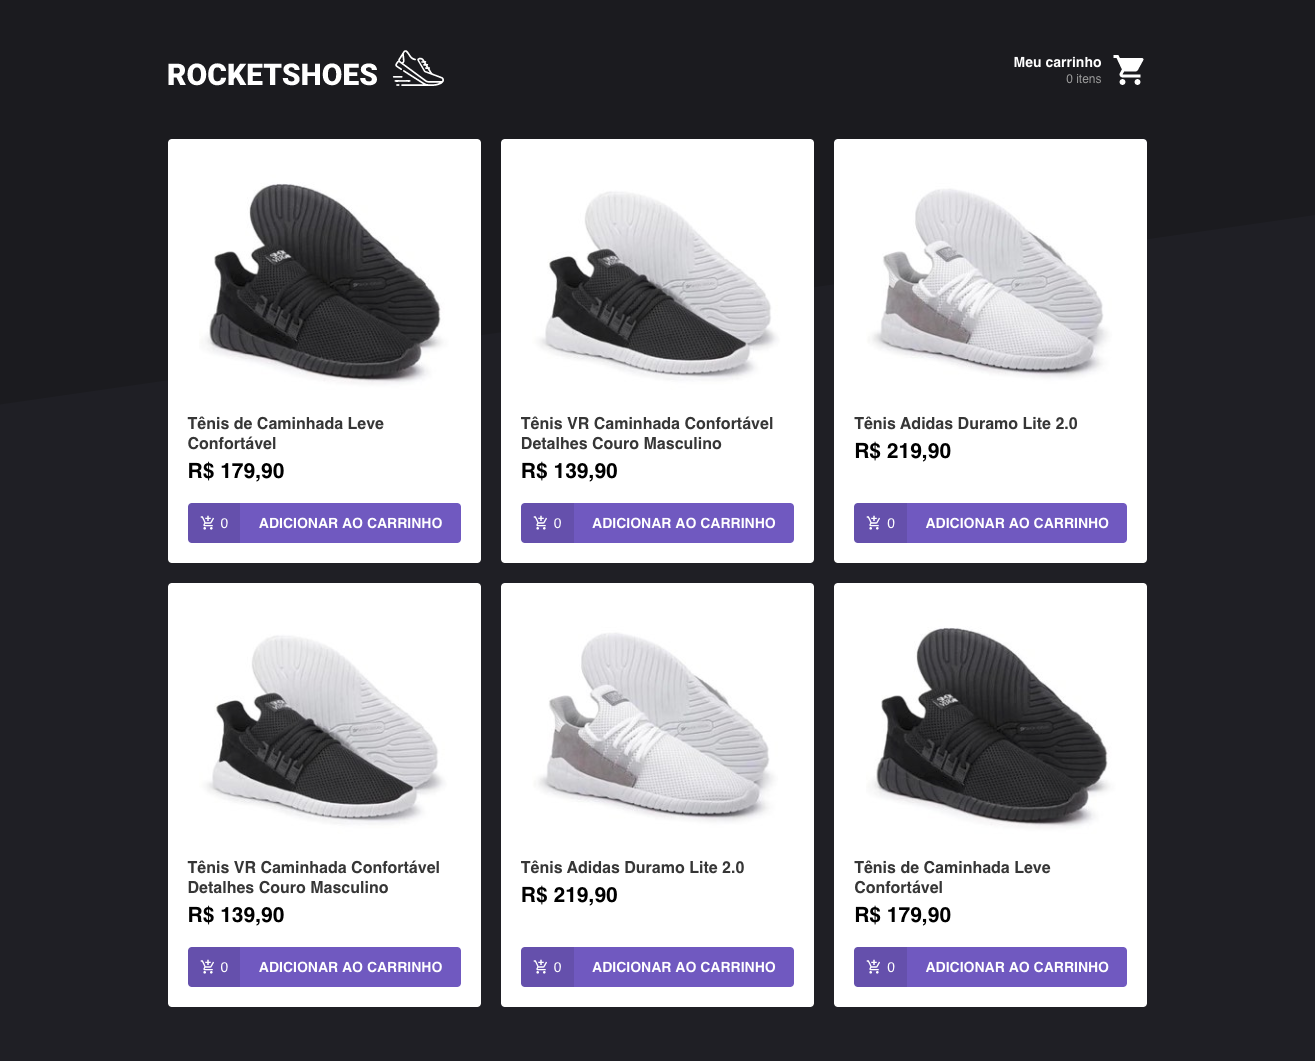 ROCKETSHOES
Meu carrinho
0 itens
Tênis de Caminhada Leve
Confortável
R$ 179,90
0 ADICIONAR AO CARRINHO
Tênis VR Caminhada Confortável
Detalhes Couro Masculino
R$ 139,90
0 ADICIONAR AO CARRINHO
Tênis Adidas Duramo Lite 2.0
R$ 219,90
0 ADICIONAR AO CARRINHO
Tênis VR Caminhada Confortável
Detalhes Couro Masculino
R$ 139,90
0 ADICIONAR AO CARRINHO
Tênis Adidas Duramo Lite 2.0
R$ 219,90
0 ADICIONAR AO CARRINHO
Tênis de Caminhada Leve
Confortável
R$ 179,90
0 ADICIONAR AO CARRINHO